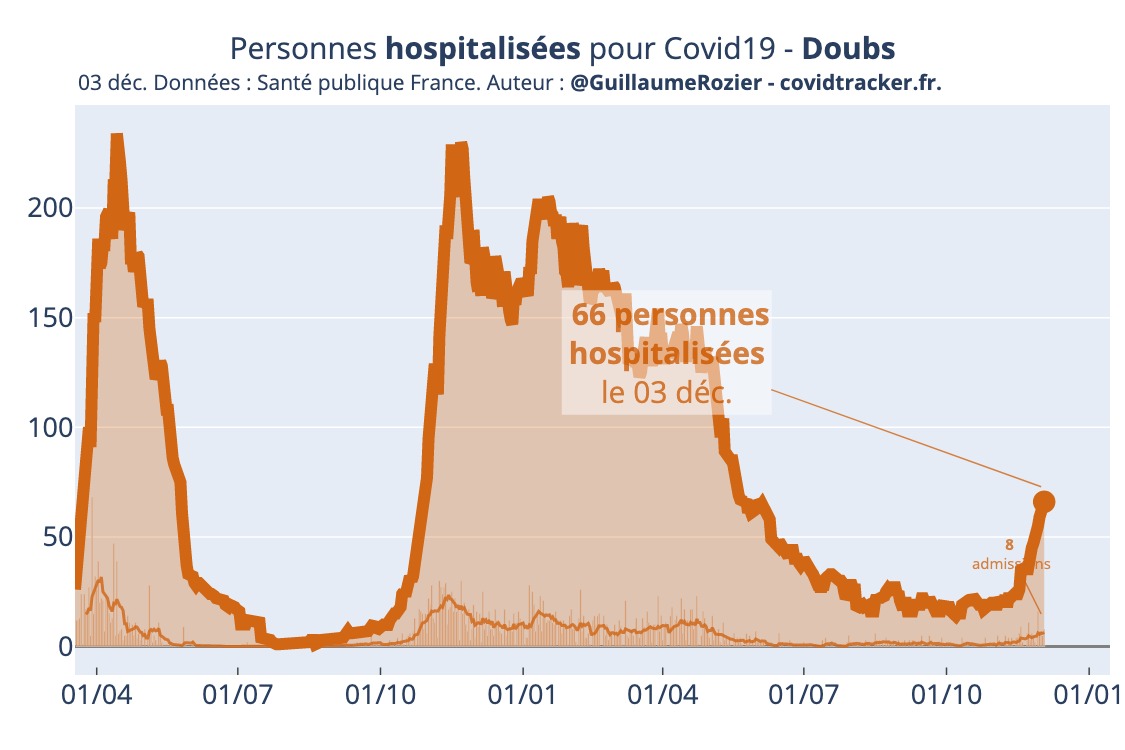 Personnes hospitalisées pour Covid19 - Doubs
03 déc. Données : Santé publique France. Auteur : @GuillaumeRozier - covidtracker.fr.
200
150
100
50
0
66 personnes
hospitalisées
le 03 déc.
8
admissions
01/04
01/07
01/10
01/01
01/04
01/07
01/10
01/01